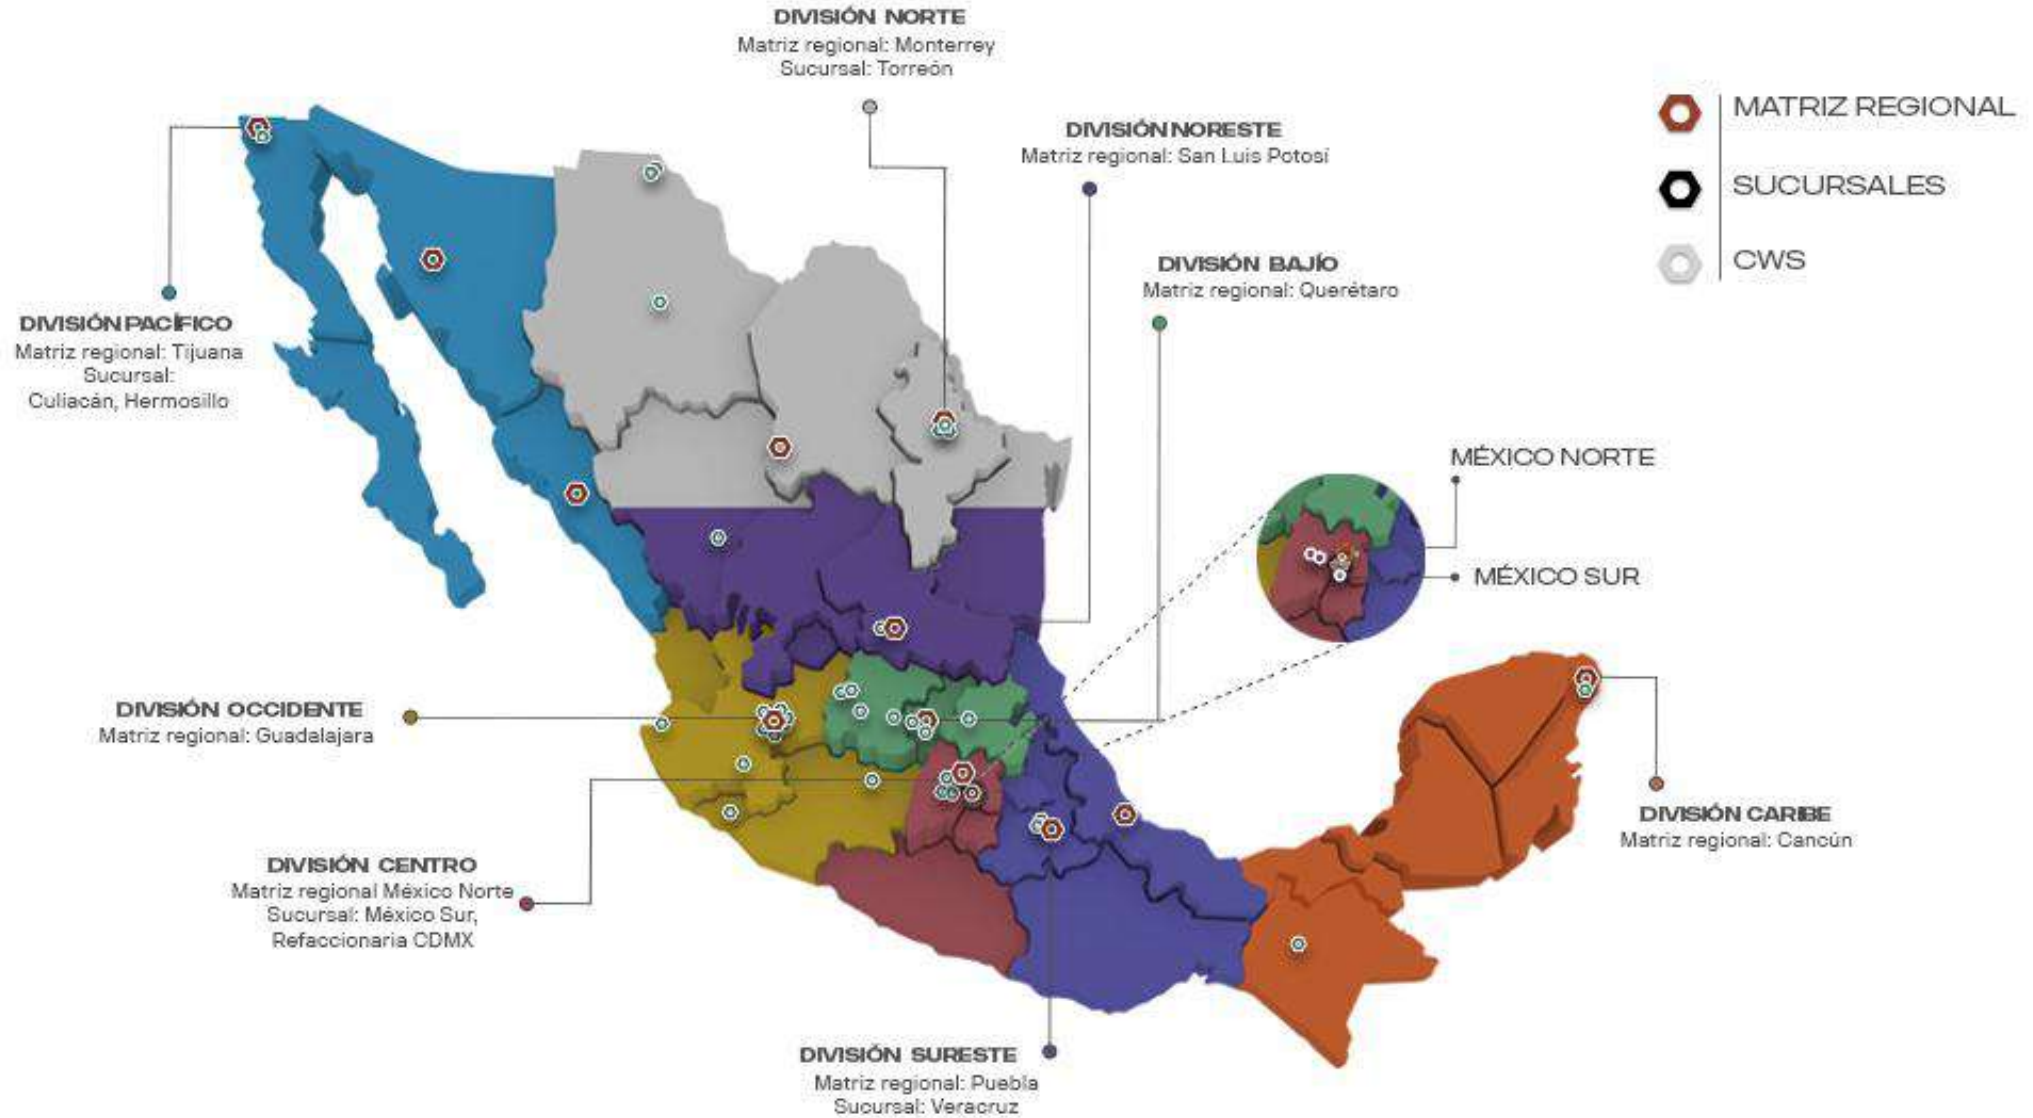 DIVISIÓN NORTE
Matriz regional: Monterrey
Sucursal: Torreón
MATRIZ REGIONAL
DIVISIÓN NORESTE
Matriz regional: San Luis Potosí
SUCURSALES
CWS
DIVISIÓN BAJÍO
Matriz regional: Querétaro
DIVISIÓN PACÍFICO
Matriz regional: Tijuana
Sucursal:
Culiacán, Hermosillo
MÉXICO NORTE
MÉXICO SUR
DIVISIÓN OCCIDENTE
Matriz regional: Guadalajara
DIVISIÓN CARIBE
Matriz regional: Cancún
DIVISIÓN CENTRO
Matriz regional México Norte
Sucursal: México Sur,
Refaccionaria CDMX
DIVISIÓN SURESTE
Matriz regional: Puebla
Sucursal: Veracruz